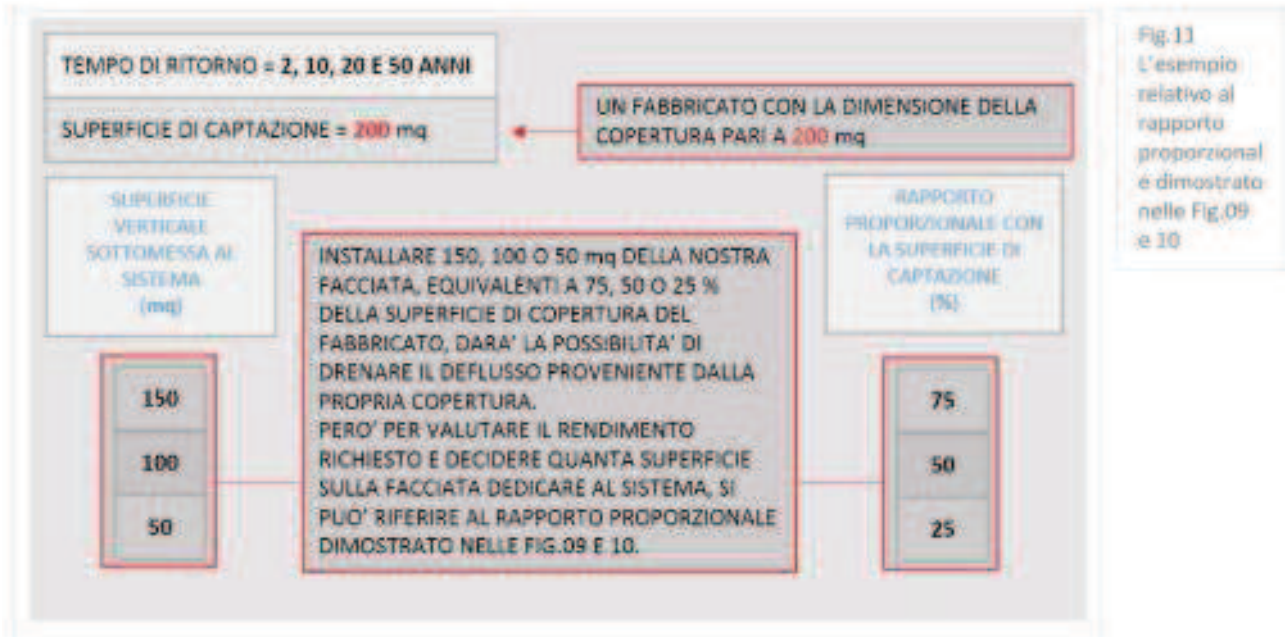 TEMPO DI RITORNO = 2, 10, 20 E 50 ANNI
SUPERFICIE DI CAPTAZIONE = 200 mq
UN FABBRICATO CON LA DIMENSIONE DELLA
COPERTURA PARI A 200 mq
SUPERFICIE
VERTICALE
SOTTOMESSA AL
SISTEMA
(mq)
150
100
50
INSTALLARE 150, 100 O 50 mq DELLA NOSTRA
FACCIATA, EQUIVALENTI A 75, 50 O 25 %
DELLA SUPERFICIE DI COPERTURA DEL
FABBRICATO, DARA' LA POSSIBILITA' DI
DRENARE IL DEFLUSSO PROVENIENTE DALLA
PROPRIA COPERTURA.
PERO' PER VALUTARE IL RENDIMENTO
RICHIESTO E DECIDERE QUANTA SUPERFICIE
SULLA FACCIATA DEDICARE AL SISTEMA, SI
PUO' RIFERIRE AL RAPPORTO PROPORZIONALE
DIMOSTRATO NELLE FIG.09 E 10.
RAPPORTO
PROPORZIONALE CON
LA SUPERFICIE DI
CAPTAZIONE
(%)
75
50
25
Fig.11
L'esempio
relativo al
rapporto
proporzional
e dimostrato
nelle Fig.09
e 10